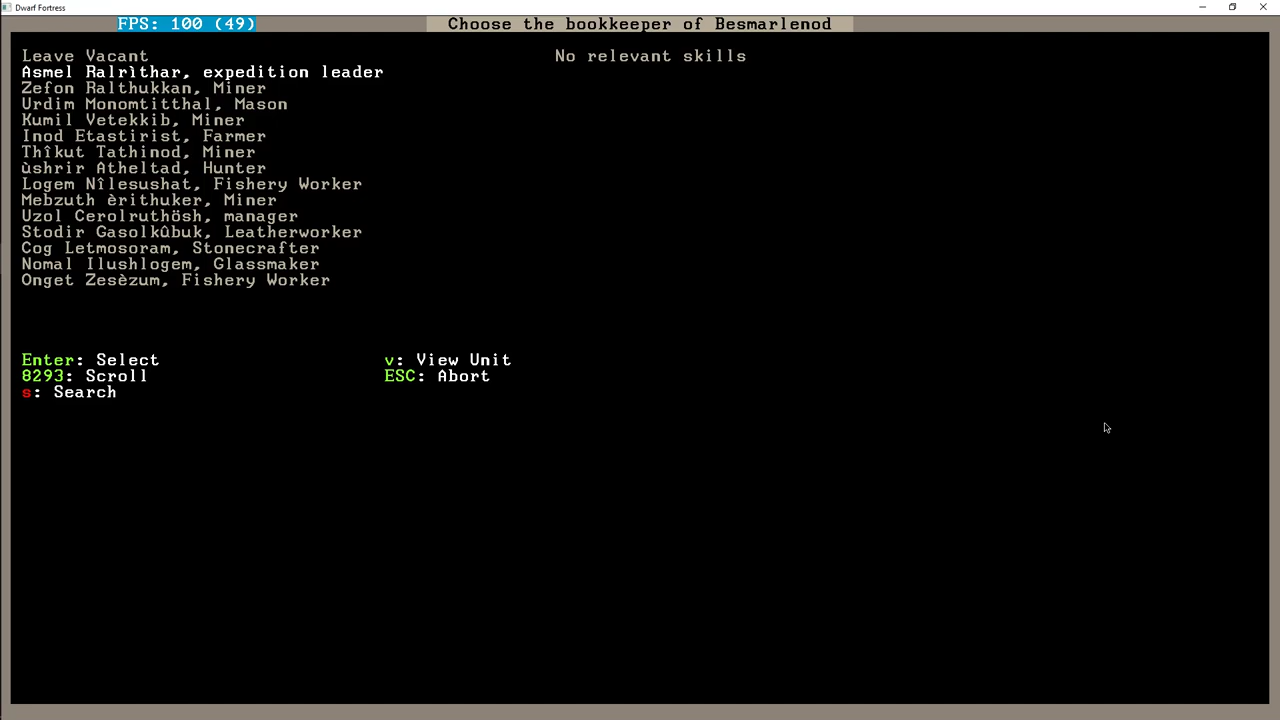 Dwarf Fortress
FPS: 100 (49)
Choose the bookkeeper of Besmarlenod
Leave Vacant
No relevant skills
Asmel Ralrìthar, expedition leader
Zefon Ralthukkan, Miner
Urdim Monomtitthal, Mason
Kumil Vetekkib, Miner
Inod Etastirist, Farmer
Thîkut Tathinod, Miner
ùshrir Atheltad, Hunter
Logem Nîlesushat, Fishery Worker
Mebzuth èrithuker, Miner
Uzol Cerolruthösh, manager
Stodir Gasolkûbuk, Leatherworker
Cog Letmosoram, Stonecrafter
Nomal Ilushlogem, Glassmaker
Onget Zesèzum, Fishery Worker
Enter: Select
v: View Unit
8293: Scroll
ESC: Abort
s: Search